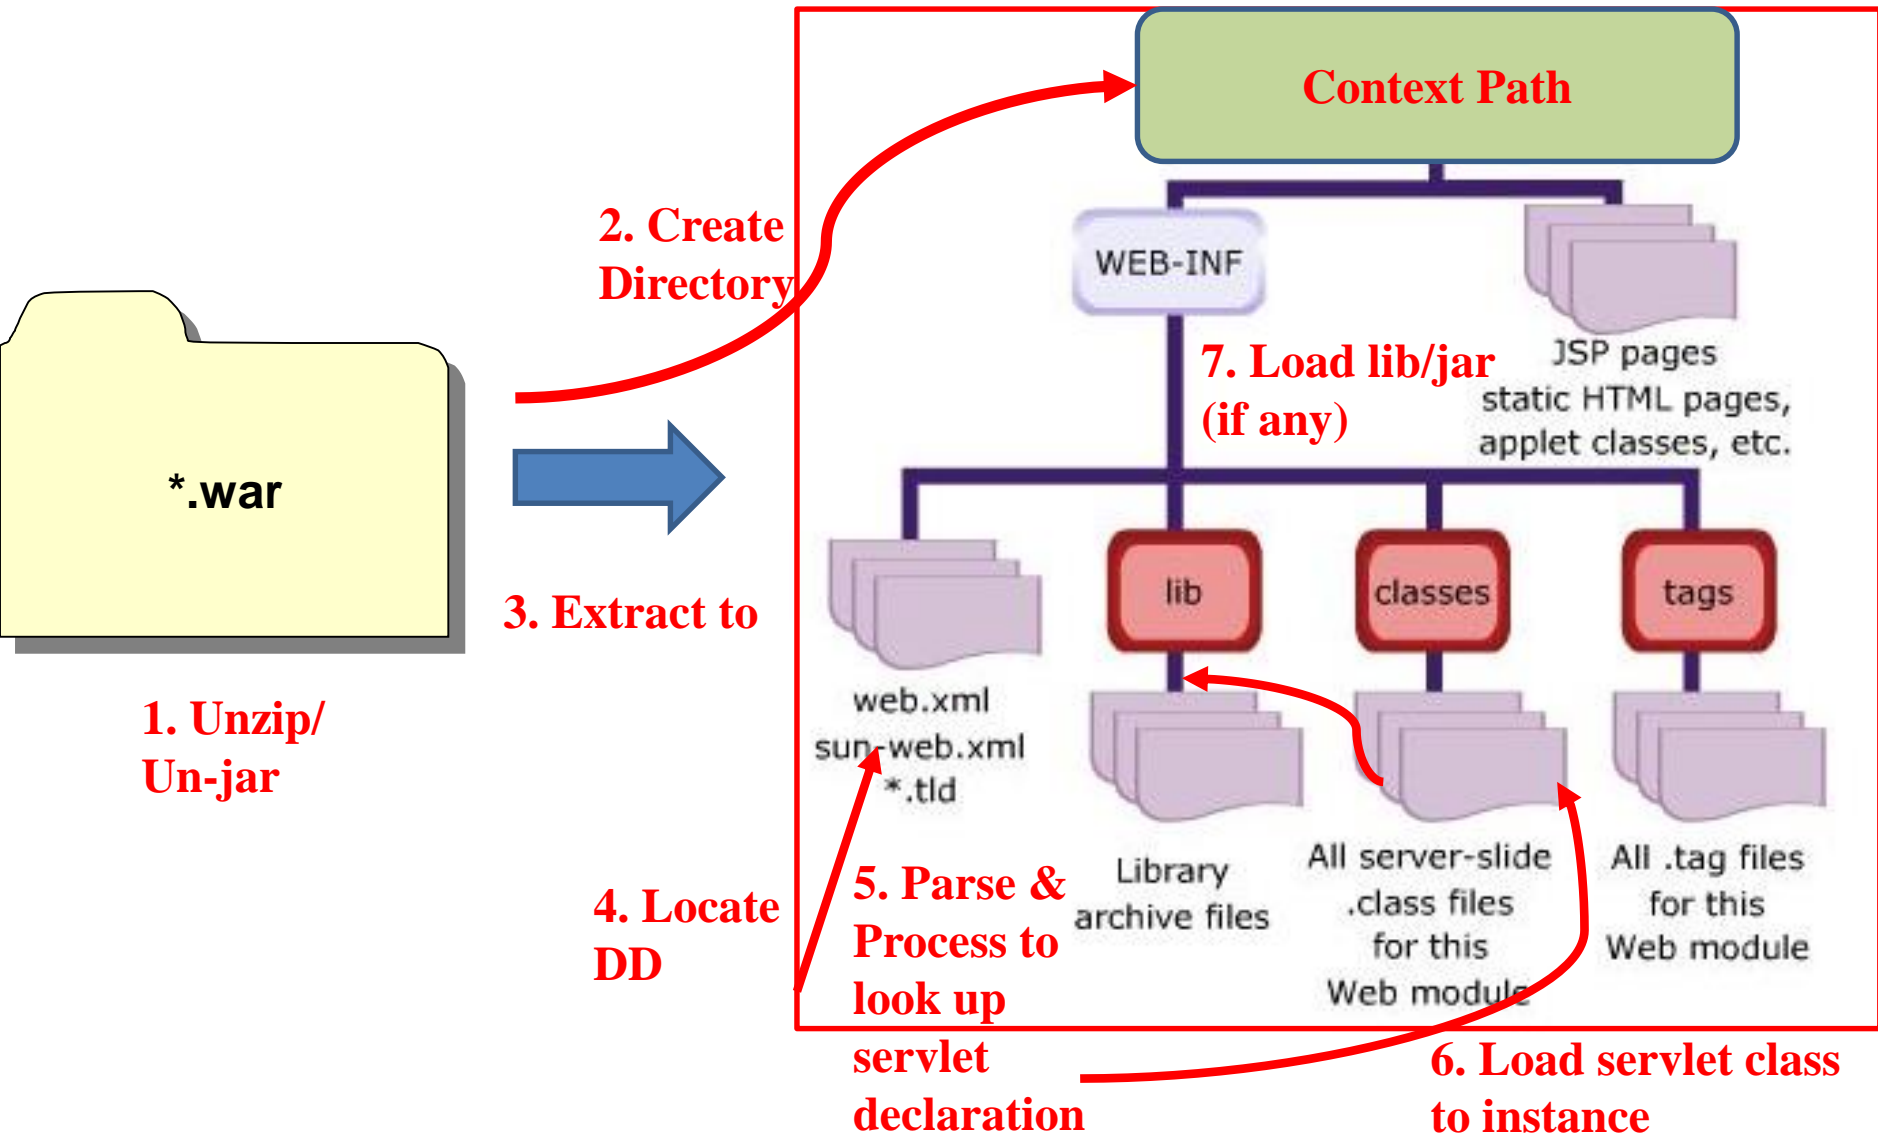 Context Path
2. Create
Directory
WEB-INF
7. Load lib/jar
(if any)
JSP pages
static HTML pages,
applet classes, etc.
*.war
3. Extract to
1. Unzip/
Un-jar
lib
classes
tags
web.xml
sun-web.xml
*.tld
Library
archive files
All server-slide
.class files
for this
Web module
All .tag files
for this
Web module
4. Locate
DD
5. Parse &
Process to
look up
servlet
declaration
6. Load servlet class
to instance